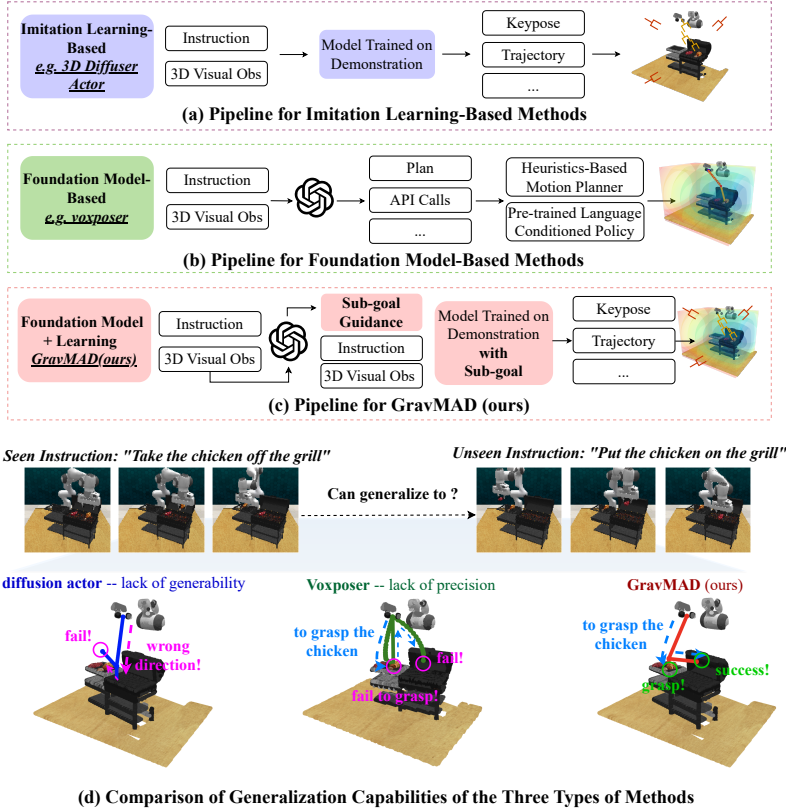 Imitation Learning-
Based
e.g. 3D Diffuser
Actor
Instruction
3D Visual Obs
Model Trained on
Demonstration
Keypose
Trajectory
...
(a) Pipeline for Imitation Learning-Based Methods
Foundation Model-
Based
e.g. voxposer
Instruction
3D Visual Obs
Plan
API Calls
...
Heuristics-Based
Motion Planner
Pre-trained Language
Conditioned Policy
(b) Pipeline for Foundation Model-Based Methods
Foundation Model
+ Learning
GravMAD(ours)
Instruction
3D Visual Obs
Sub-goal
Guidance
Instruction
3D Visual Obs
Model Trained on
Demonstration
with
Sub-goal
Keypose
Trajectory
...
(c) Pipeline for GravMAD (ours)
Seen Instruction: "Take the chicken off the grill"
Can generalize to ?
Unseen Instruction: "Put the chicken on the grill"
diffusion actor -- lack of generability
fail!
wrong
direction!
Voxposer -- lack of precision
to grasp the
chicken
fail!
fail to grasp!
GravMAD (ours)
to grasp the
chicken
success!
grasp!
(d) Comparison of Generalization Capabilities of the Three Types of Methods